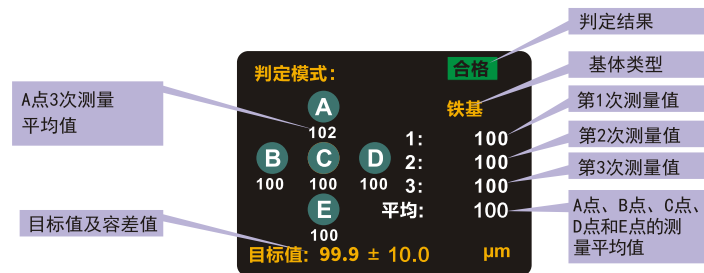 判定结果
判定模式:
合格
基体类型
铁基
A点3次测量
平均值
A
102
B
C
D
100
100
100
E
100
1: 100
2: 100
3: 100
平均: 100
第1次测量值
第2次测量值
第3次测量值
A点、B点、C点、
D点和E点的测
量平均值
目标值及容差值
目标值: 99.9 ± 10.0 μm